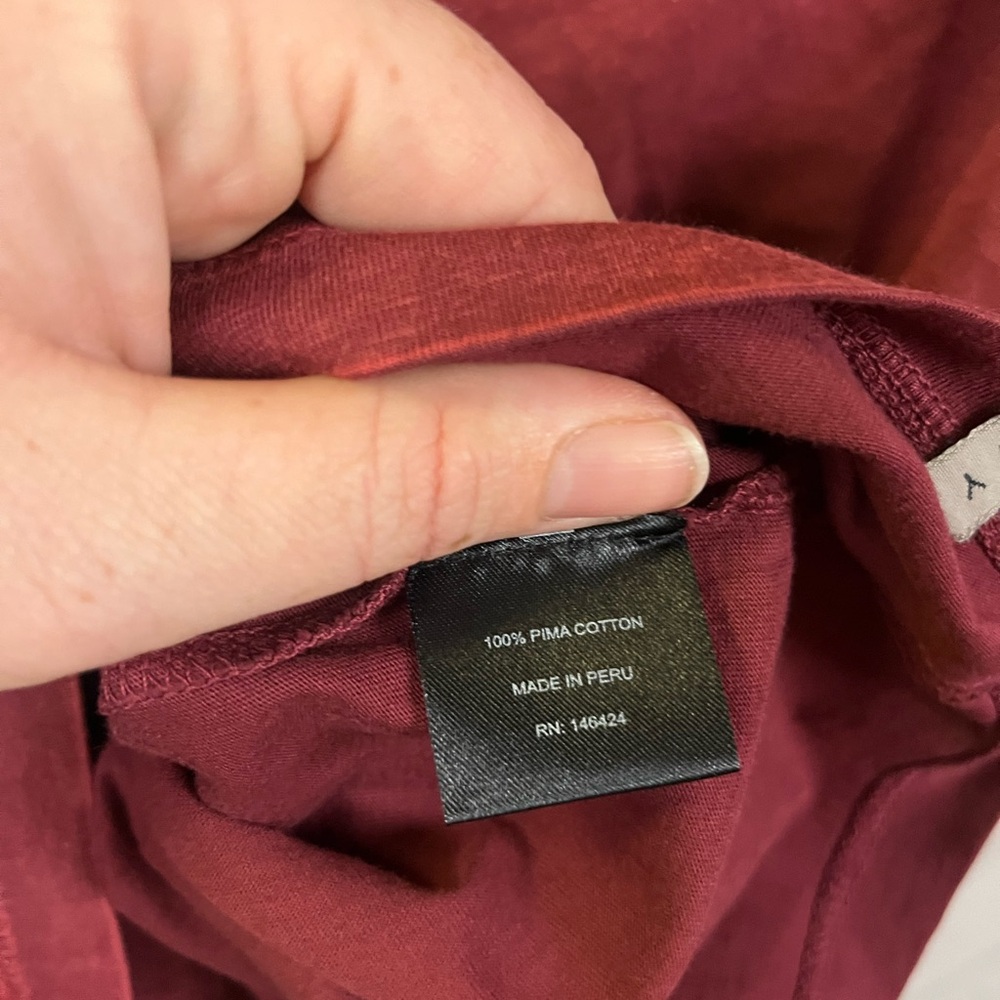 100% PIMA COTTON
MADE IN PERU
RN: 146424
Y